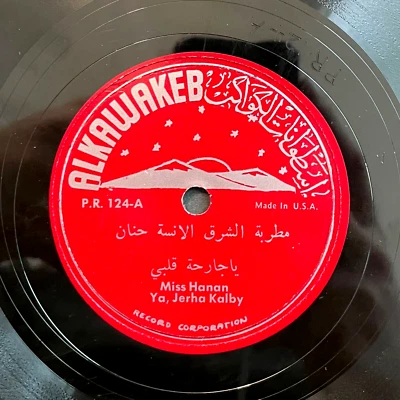 ALKAWAKEB
اسطوانات الكواكب
P.R. 124-A
Made In U.S.A.
مطربة الشرق الانسة حنان
ياجارحة قلبي
Miss Hanan
Ya, Jerha Kalby
RECORD CORPORATION